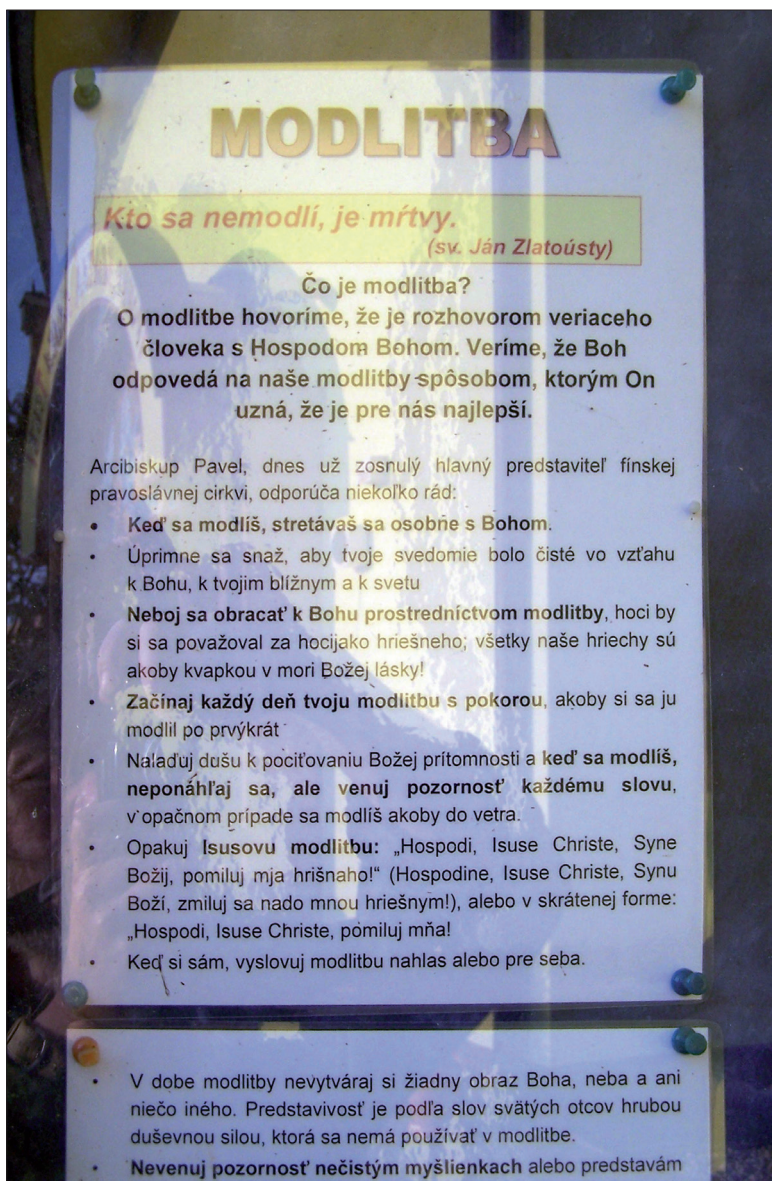 MODLITBA
Kto sa nemodlí, je mŕtvy.
(sv. Ján Zlatoústy)
Čo je modlitba?
O modlitbe hovoríme, že je rozhovorom veriaceho
človeka s Hospodom Bohom. Veríme, že Boh
odpovedá na naše modlitby spôsobom, ktorým On
uzná, že je pre nás najlepší.
Arcibiskup Pavel, dnes už zosnulý hlavný predstaviteľ fínskej
pravoslávnej cirkvi, odporúča niekoľko rád:
• Keď sa modlíš, stretávaš sa osobne s Bohom.
• Úprimne sa snaž, aby tvoje svedomie bolo čisté vo vzťahu
k Bohu, k tvojim blížnym a k svetu
• Neboj sa obracať k Bohu prostredníctvom modlitby, hoci by
si sa považoval za hocijako hriešneho; všetky naše hriechy sú
akoby kvapkou v mori Božej lásky!
• Začínaj každý deň tvoju modlitbu s pokorou, akoby si sa ju
modlil po prvýkrát
• Nalaďuj dušu k pociťovaniu Božej prítomnosti a keď sa modlíš,
neponáhľaj sa, ale venuj pozornosť každému slovu,
v opačnom prípade sa modlíš akoby do vetra.
• Opakuj Isusovu modlitbu: „Hospodi, Isuse Christe, Syne
Božij, pomiluj mja hrišnaho!“ (Hospodine, Isuse Christe, Synu
Boží, zmiluj sa nado mnou hriešnym!), alebo v skrátenej forme:
„Hospodi, Isuse Christe, pomiluj mňa!
• Keď si sám, vyslovuj modlitbu nahlas alebo pre seba.
• V dobe modlitby nevytváraj si žiadny obraz Boha, neba a ani
niečo iného. Predstavivosť je podľa slov svätých otcov hrubou
duševnou silou, ktorá sa nemá používať v modlitbe.
• Nevenuj pozornosť nečistým myšlienkach alebo predstavám